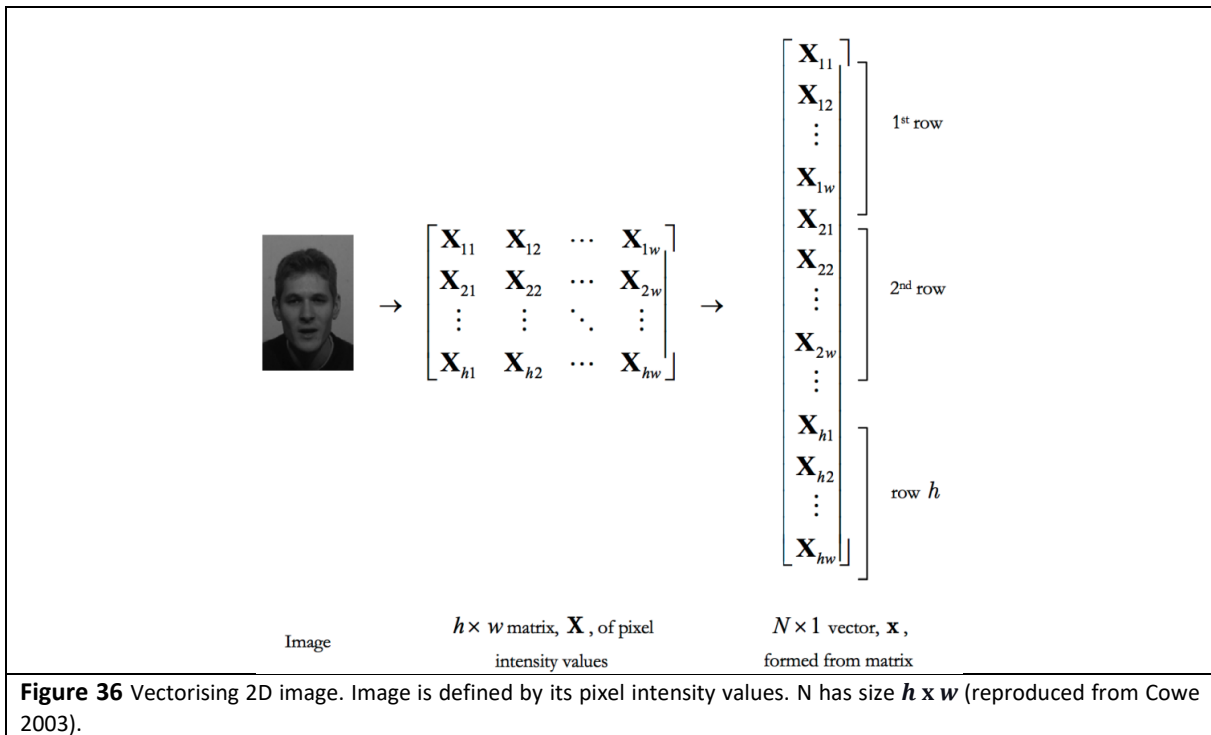 X₁₁ X₁₂ ⋯ X₁w
X₂₁ X₂₂ ⋯ X₂w
⋮ ⋮ ⋱ ⋮
Xh₁ Xh₂ ⋯ Xhw
→
→
X₁₁
X₁₂
⋮
X₁w
1st row
X₂₁
X₂₂
⋮
X₂w
2nd row
⋮
Xh₁
Xh₂
⋮
Xhw
row h
Image
h × w matrix, X , of pixel
intensity values
N × 1 vector, x ,
formed from matrix
Figure 36 Vectorising 2D image. Image is defined by its pixel intensity values. N has size h x w (reproduced from Cowe
2003).